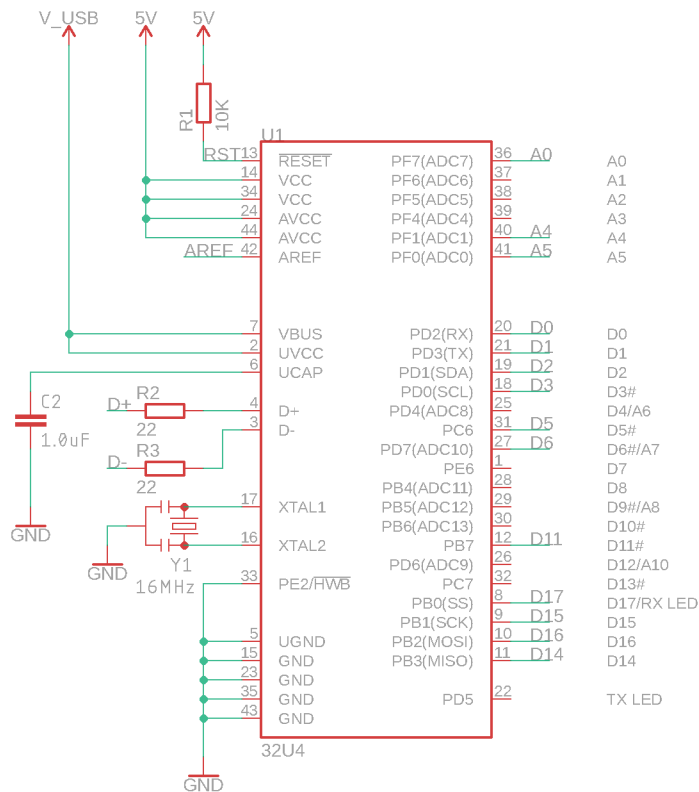 V_USB 5V 5V
R1 10K
U1
RST 13 RESET PF7(ADC7) 36 A0 A0
14 VCC PF6(ADC6) 37 A1
34 VCC PF5(ADC5) 38 A2
24 AVCC PF4(ADC4) 39 A3
44 AVCC PF1(ADC1) 40 A4 A4
AREF 42 AREF PF0(ADC0) 41 A5 A5
7 VBUS PD2(RX) 20 D0 D0
2 UVCC PD3(TX) 21 D1 D1
6 UCAP PD1(SDA) 19 D2 D2
PD0(SCL) 18 D3 D3#
C2
1.0uF
R2
D+ 4 D+ PD4(ADC8) 25 D4/A6
22
3 D- PC6 31 D5 D5#
R3
PD7(ADC10) 27 D6 D6#/A7
D- PE6 1 D7
22
PB4(ADC11) 28 D8
17 XTAL1 PB5(ADC12) 29 D9#/A8
GND
PB6(ADC13) 30 D10#
16 XTAL2 PB7 12 D11 D11#
Y1
GND
PD6(ADC9) 26 D12/A10
16MHz
33 PE2/HWB PC7 32 D13#
PB0(SS) 8 D17 D17/RX LED
PB1(SCK) 9 D15 D15
5 UGND PB2(MOSI) 10 D16 D16
15 GND PB3(MISO) 11 D14 D14
23 GND
35 GND PD5 22 TX LED
43 GND
32U4
GND